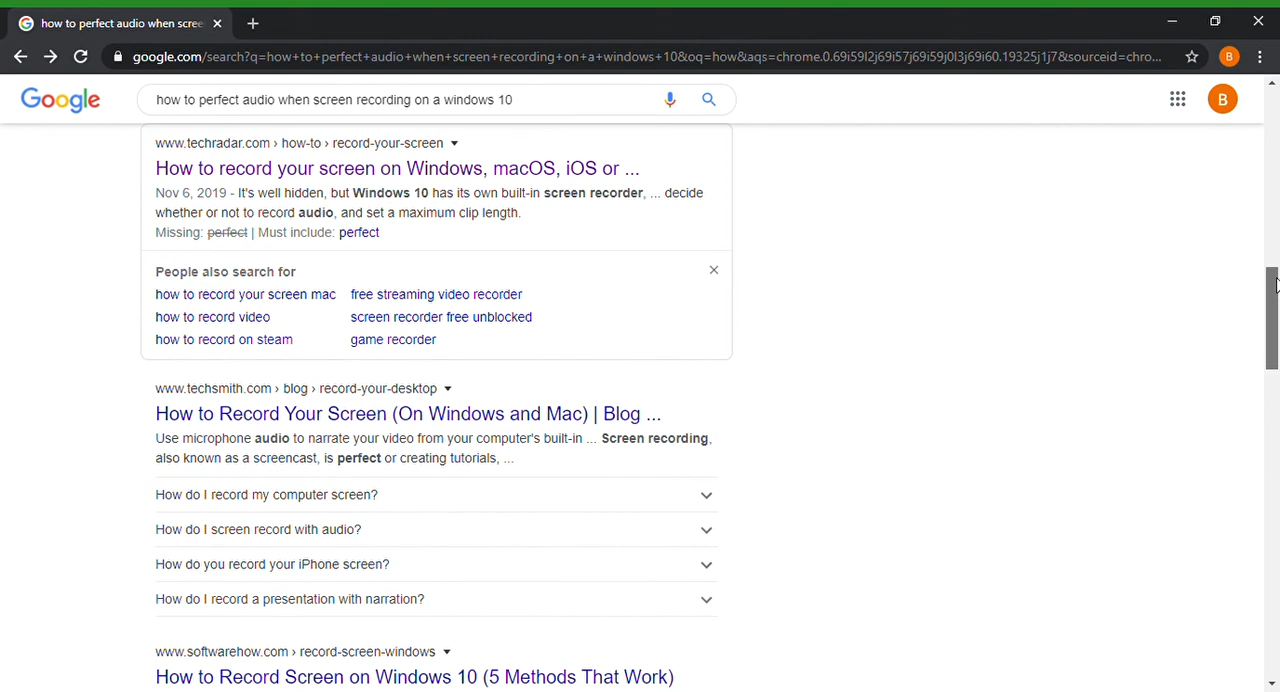 how to perfect audio when scree
google.com/search?q=how+to+perfect+audio+when+screen+recording+on+a+windows+10&oq=how&aqs=chrome.0.69i59l2j69i57j69i59j0l3j69i60.19325j1j7&sourceid=chro...
B
Google
how to perfect audio when screen recording on a windows 10
B
www.techradar.com › how-to › record-your-screen
How to record your screen on Windows, macOS, iOS or ...
Nov 6, 2019 - It's well hidden, but Windows 10 has its own built-in screen recorder, ... decide
whether or not to record audio, and set a maximum clip length.
Missing: perfect | Must include: perfect
People also search for
how to record your screen mac free streaming video recorder
how to record video screen recorder free unblocked
how to record on steam game recorder
www.techsmith.com › blog › record-your-desktop
How to Record Your Screen (On Windows and Mac) | Blog ...
Use microphone audio to narrate your video from your computer's built-in ... Screen recording,
also known as a screencast, is perfect or creating tutorials, ...
How do I record my computer screen?
How do I screen record with audio?
How do you record your iPhone screen?
How do I record a presentation with narration?
www.softwarehow.com › record-screen-windows
How to Record Screen on Windows 10 (5 Methods That Work)